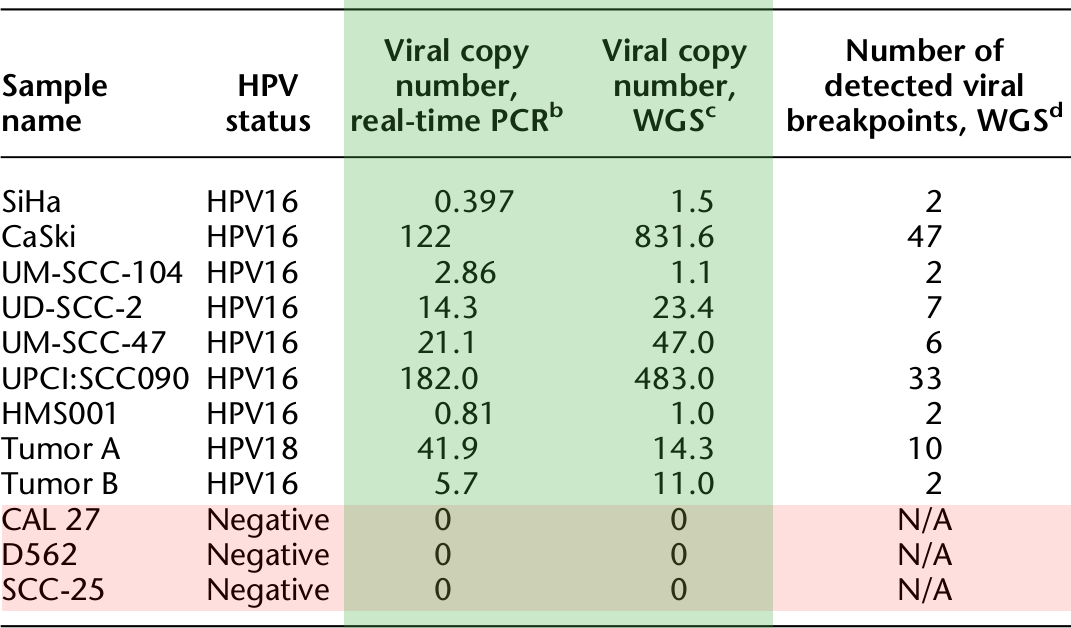 Sample name HPV status Viral copy number, real-time PCRb Viral copy number, WGSc Number of detected viral breakpoints, WGSd
SiHa HPV16 0.397 1.5 2
CaSki HPV16 122 831.6 47
UM-SCC-104 HPV16 2.86 1.1 2
UD-SCC-2 HPV16 14.3 23.4 7
UM-SCC-47 HPV16 21.1 47.0 6
UPCI:SCC090 HPV16 182.0 483.0 33
HMS001 HPV16 0.81 1.0 2
Tumor A HPV18 41.9 14.3 10
Tumor B HPV16 5.7 11.0 2
CAL 27 Negative 0 0 N/A
D562 Negative 0 0 N/A
SCC-25 Negative 0 0 N/A